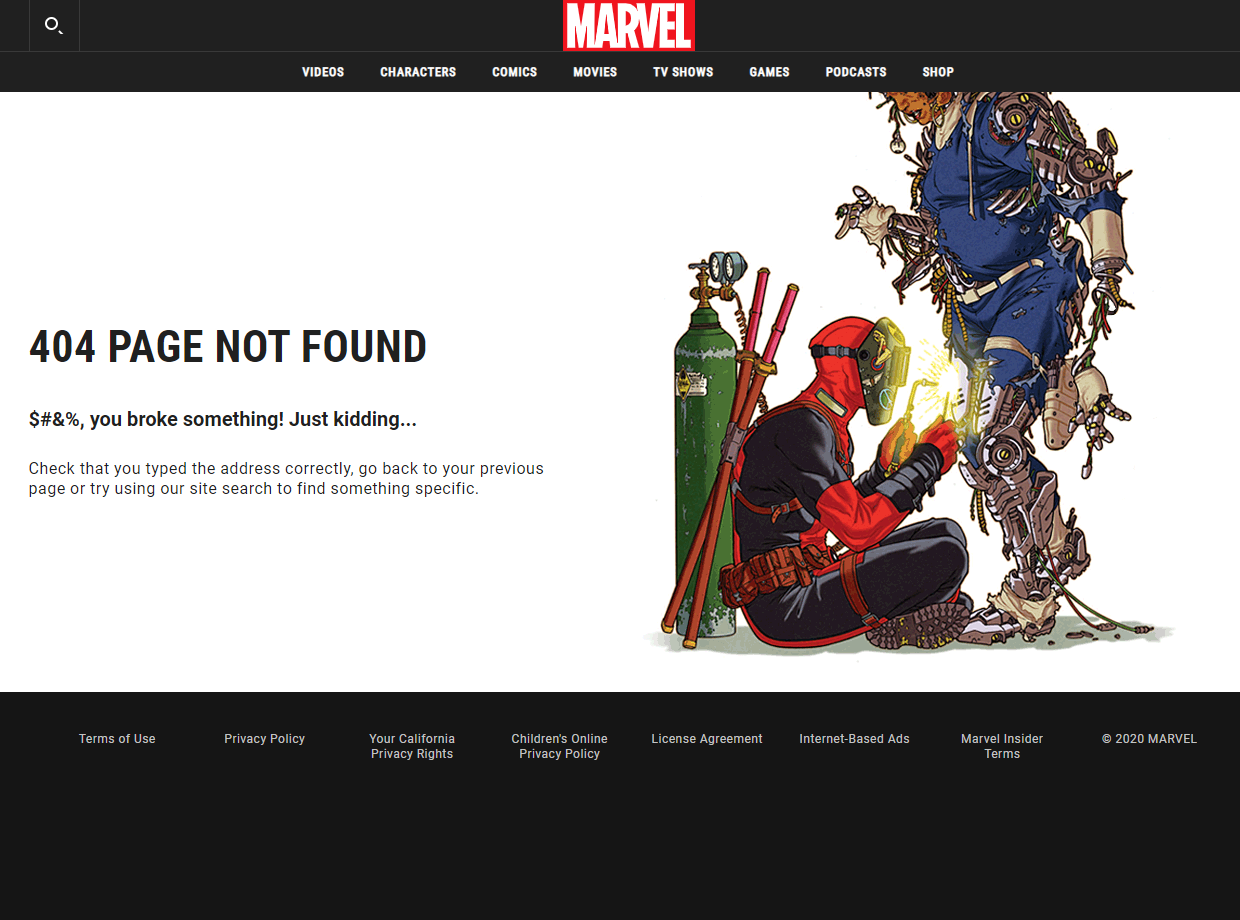 MARVEL
VIDEOS CHARACTERS COMICS MOVIES TV SHOWS GAMES PODCASTS SHOP
404 PAGE NOT FOUND
$#&%, you broke something! Just kidding...
Check that you typed the address correctly, go back to your previous
page or try using our site search to find something specific.
Terms of Use
Privacy Policy
Your California
Privacy Rights
Children's Online
Privacy Policy
License Agreement
Internet-Based Ads
Marvel Insider
Terms
© 2020 MARVEL